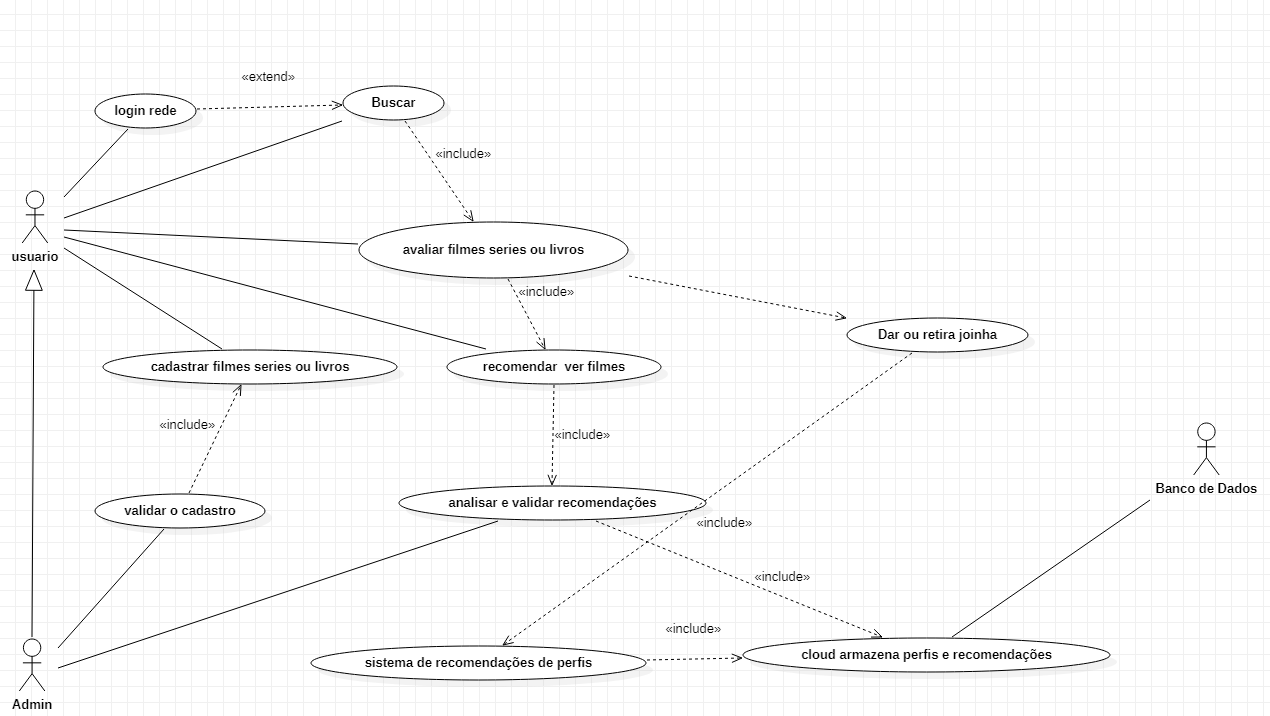 «extend»
login rede
Buscar
«include»
usuario
avaliar filmes series ou livros
«include»
Dar ou retira joinha
cadastrar filmes series ou livros
recomendar  ver filmes
«include»
«include»
Banco de Dados
validar o cadastro
analisar e validar recomendações
«include»
«include»
«include»
sistema de recomendações de perfis
cloud armazena perfis e recomendações
Admin